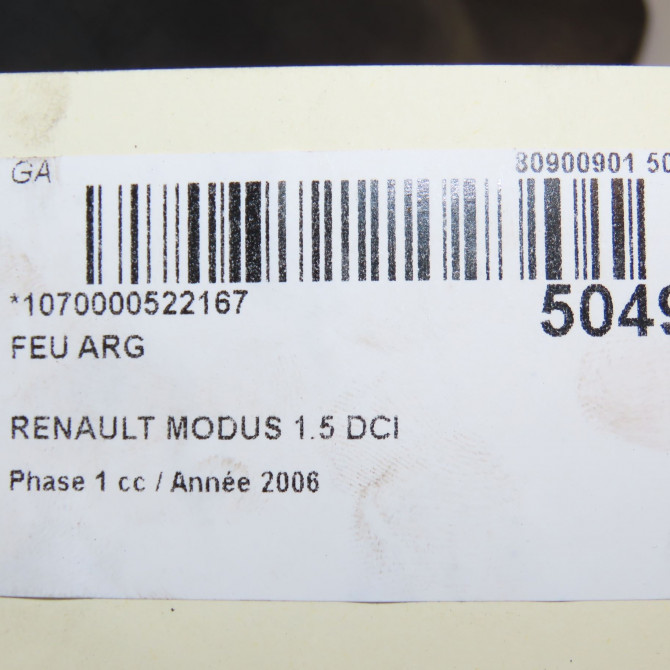 GA
80900901 50
*1070000522167
5049
FEU ARG
RENAULT MODUS 1.5 DCI
Phase 1 cc / Année 2006